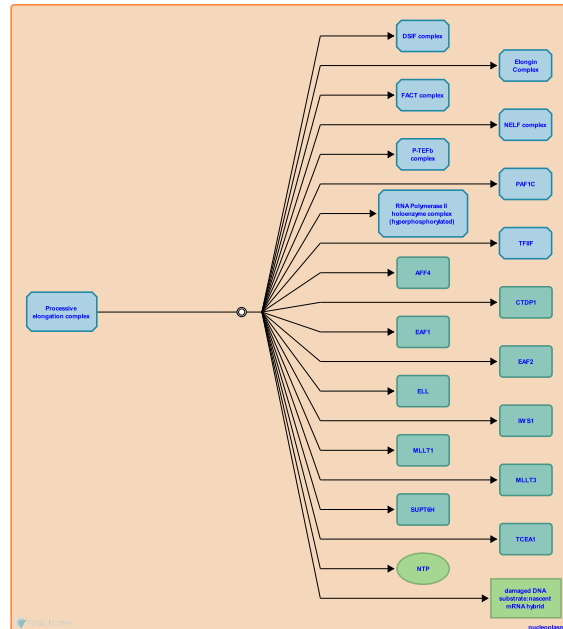 DSIF complex
Elongin
Complex
FACT complex
NELF complex
P-TEFb
complex
PAF1C
RNA Polymerase II
holoenzyme complex
(hyperphosphorylated)
TFIIF
AFF4
CTDP1
Processive
elongation complex
EAF1
EAF2
ELL
IWS1
MLLT1
MLLT3
SUPT6H
TCEA1
NTP
damaged DNA
substrate:nascent
mRNA hybrid
reactome
nucleoplasm